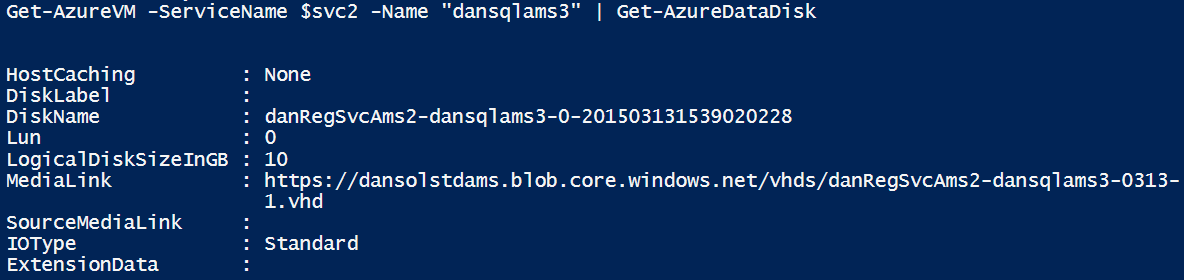 Get-AzureVM -ServiceName $svc2 -Name "dansqlams3" | Get-AzureDataDisk
HostCaching : None
DiskLabel :
DiskName : danRegSvcAms2-dansqlams3-0-201503131539020228
Lun : 0
LogicalDiskSizeInGB : 10
MediaLink : https://dansolstdams.blob.core.windows.net/vhds/danRegSvcAms2-dansqlams3-0313-
1.vhd
SourceMediaLink :
IOType : Standard
ExtensionData :